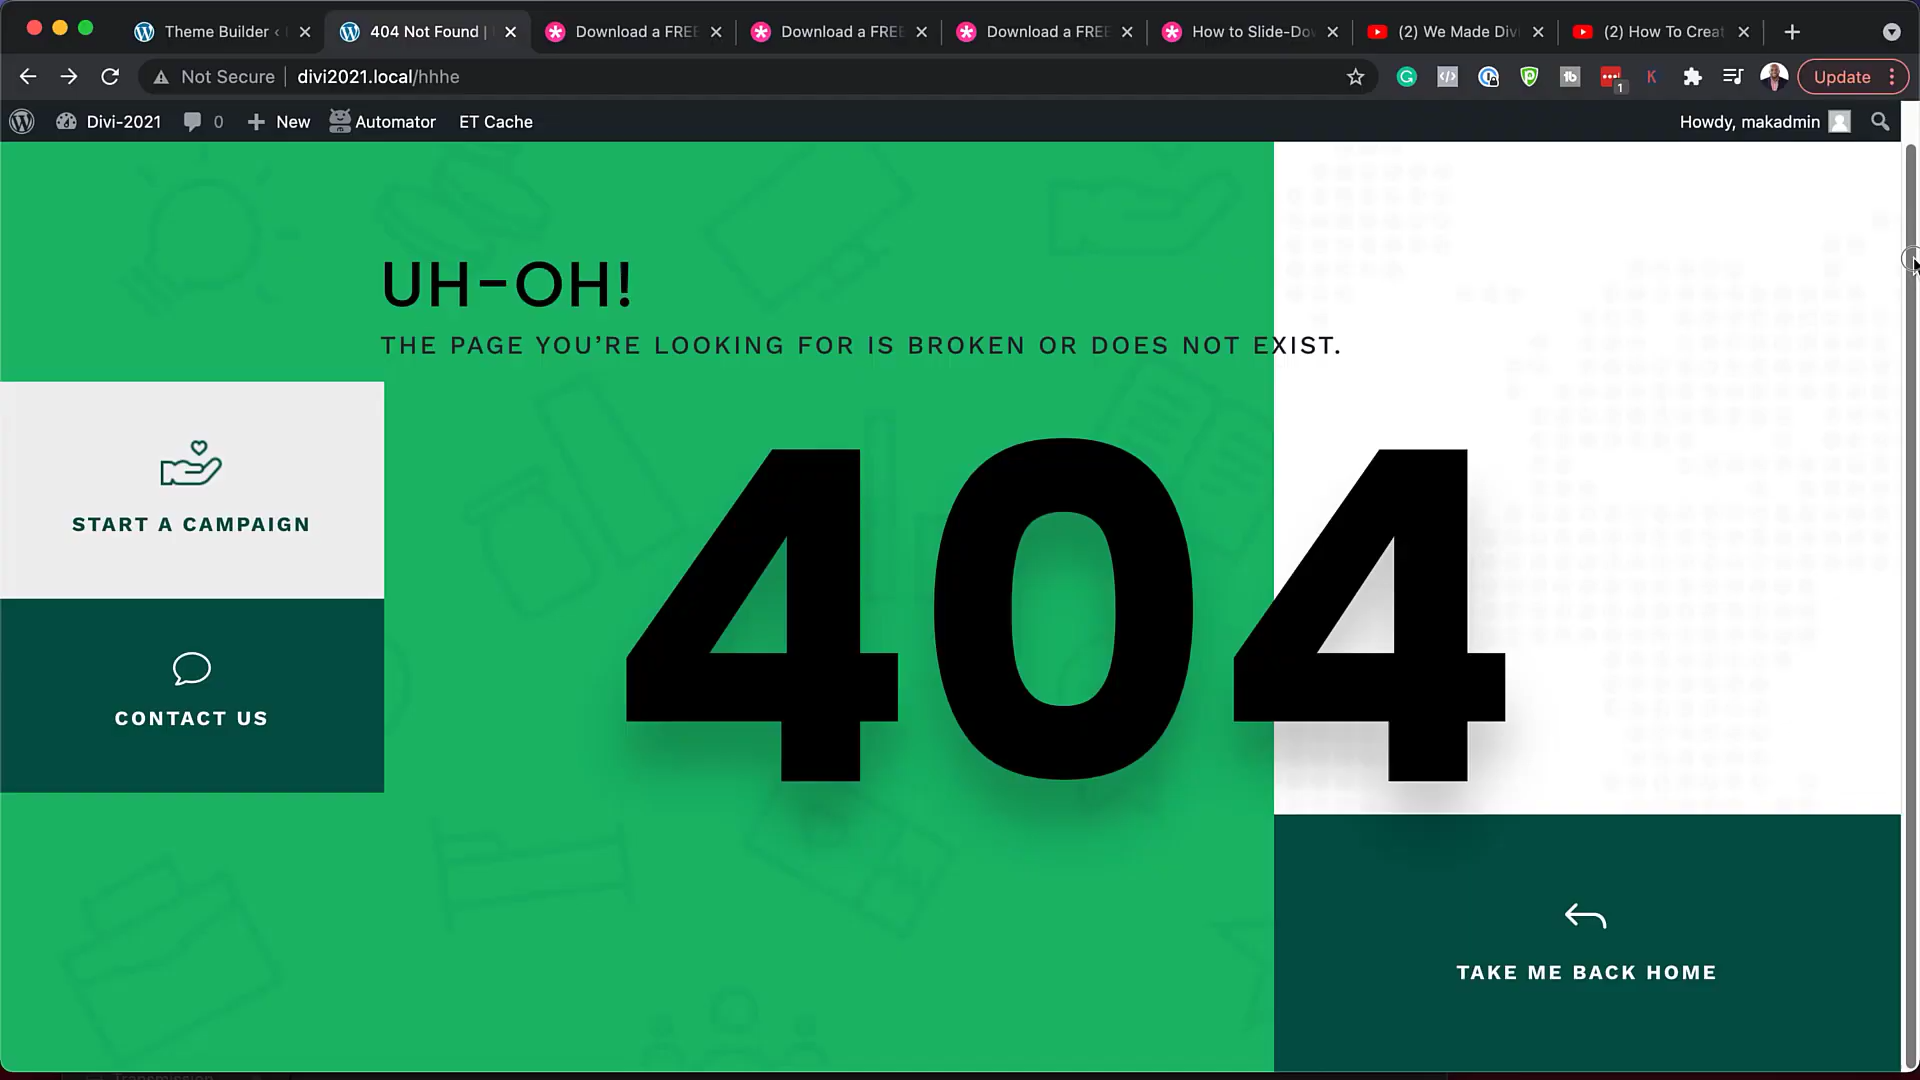 Theme Builder ‹
404 Not Found |
Download a FREE
Download a FREE
Download a FREE
How to Slide-Do
(2) We Made Divi
(2) How To Creat
Not Secure
divi2021.local/hhhe
1
Update
Divi-2021
0
New
Automator
ET Cache
Howdy, makadmin
UH-OH!
THE PAGE YOU’RE LOOKING FOR IS BROKEN OR DOES NOT EXIST.
404
START A CAMPAIGN
CONTACT US
TAKE ME BACK HOME